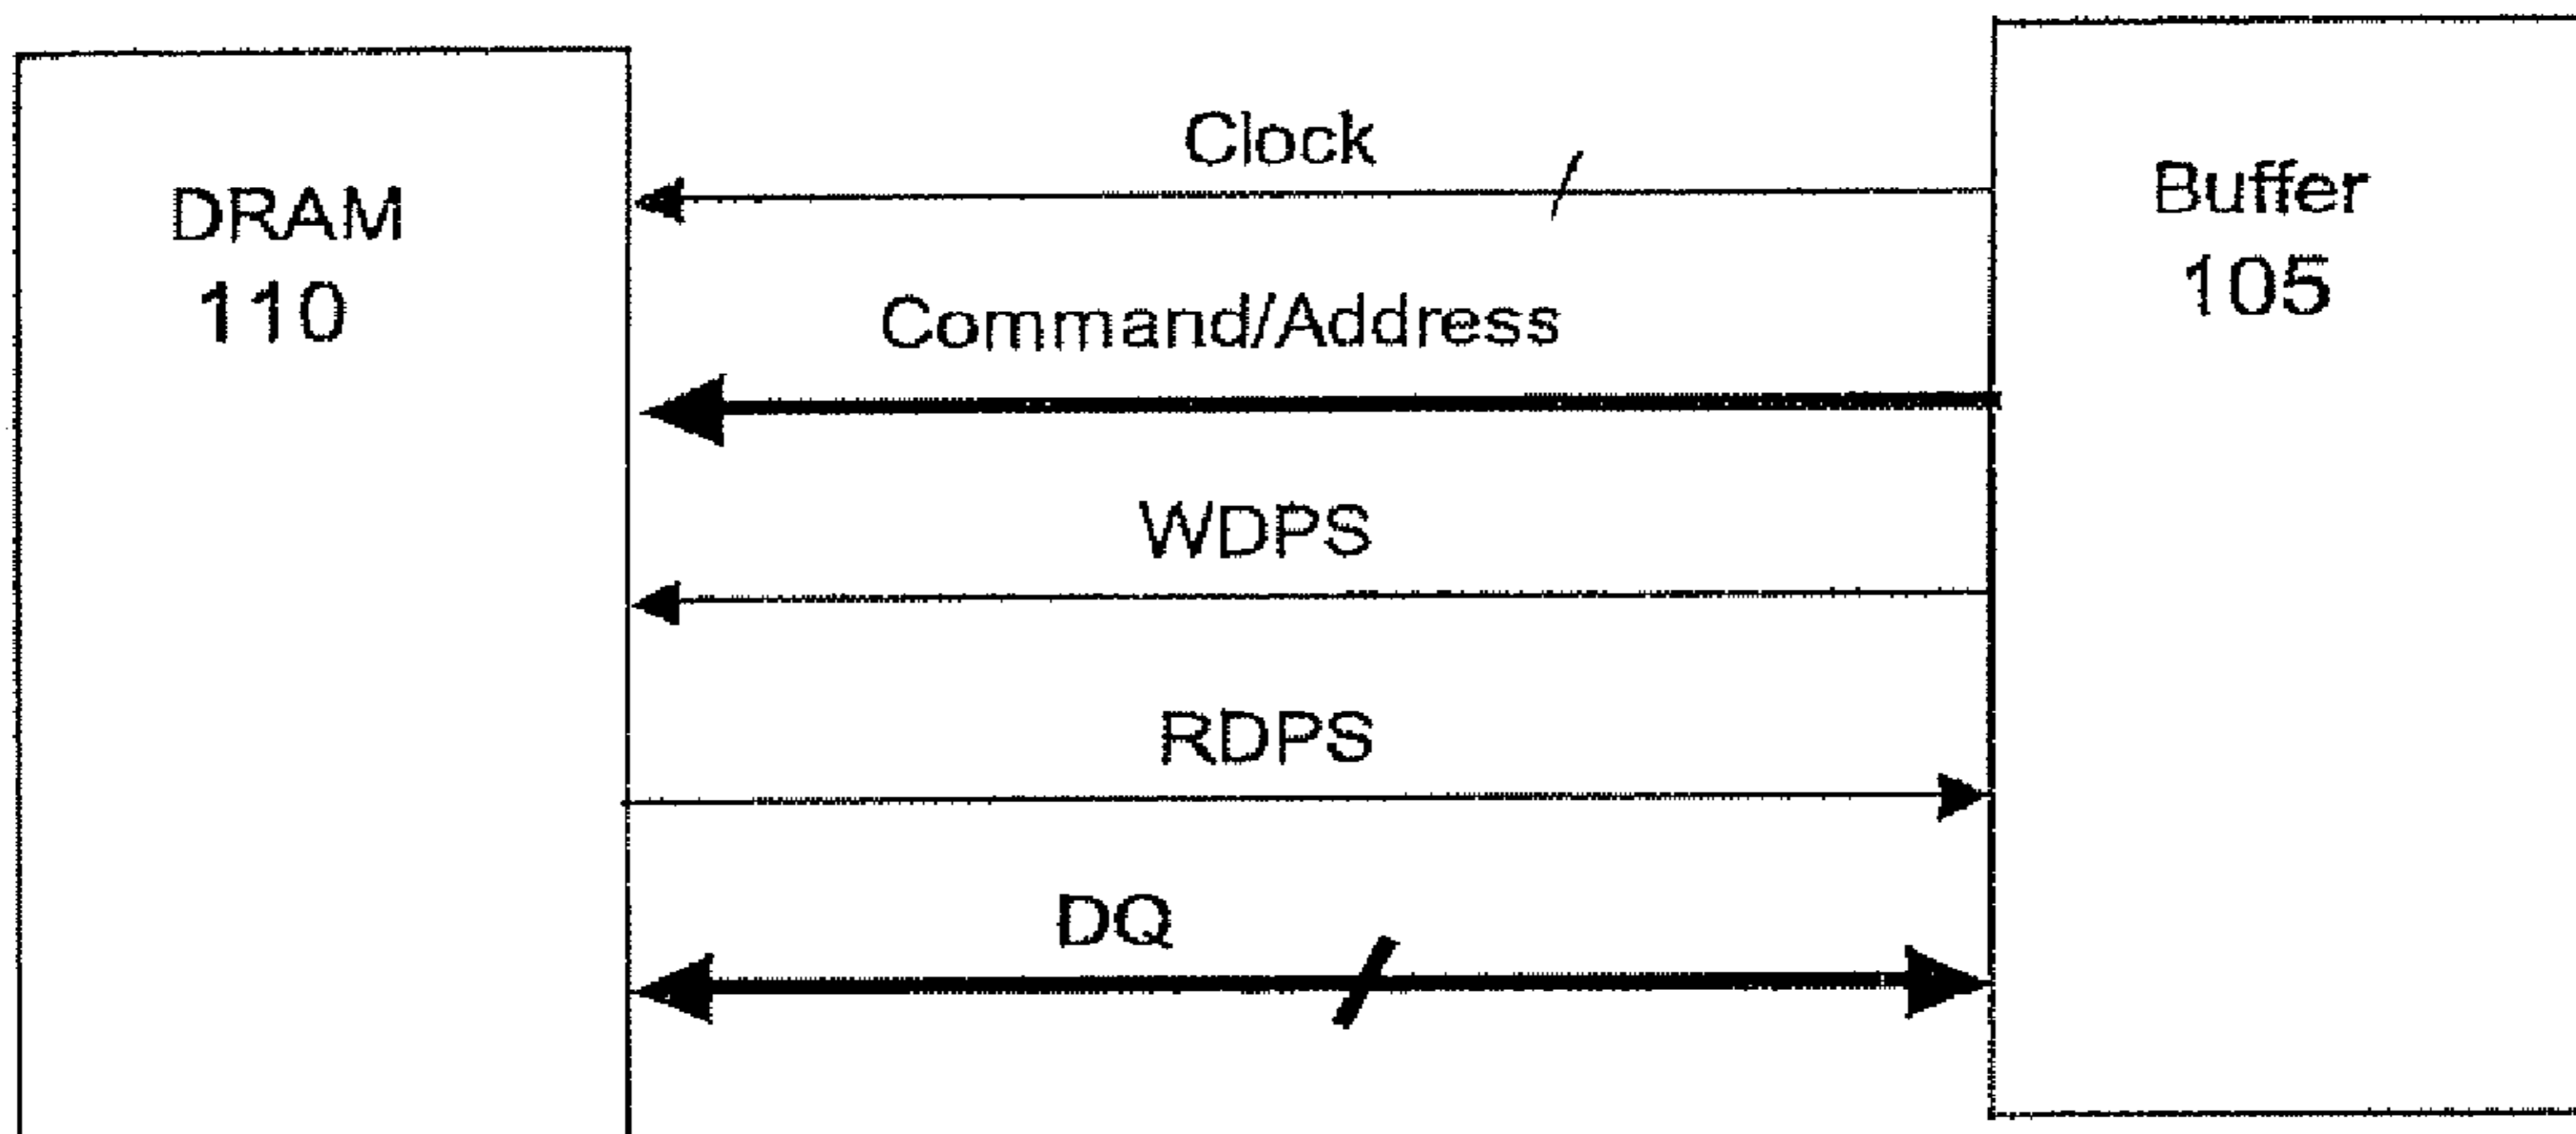 DRAM
110
Clock
Command/Address
WDPS
RDPS
DQ
Buffer
105